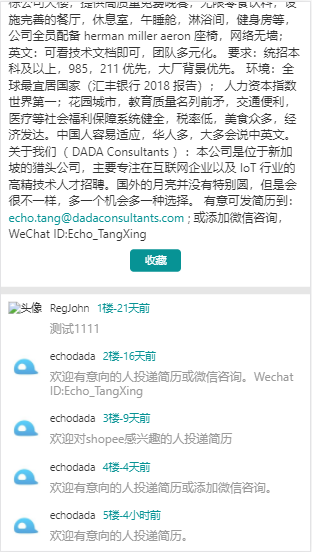 徐公司大楼，提供高质量免费晚餐，无限零食饮料，设
施完善的餐厅，休息室，午睡舱，淋浴间，健身房等，
公司全员配备 herman miller aeron 座椅，网络无墙；
英文：可看技术文档即可，团队多元化。 要求：统招本
科及以上，985，211 优先，大厂背景优先。 环境：全
球最宜居国家（汇丰银行 2018 报告）； 人力资本指数
世界第一；花园城市，教育质量名列前矛，交通便利，
医疗等社会福利保障系统健全，税率低，美食众多，经
济发达。中国人容易适应，华人多，大多会说中英文。
关于我们（ DADA Consultants ）：本公司是位于新加
坡的猎头公司，主要专注在互联网企业以及 IoT 行业的
高精技术人才招聘。国外的月亮并没有特别圆，但是会
很不一样，多一个机会多一种选择。 有意可发简历到：
echo.tang@dadaconsultants.com ; 或添加微信咨询，
WeChat ID:Echo_TangXing
收藏
头像 RegJohn 1楼-21天前
测试1111
echodada 2楼-16天前
欢迎有意向的人投递简历或微信咨询。Wechat
ID:Echo_TangXing
echodada 3楼-9天前
欢迎对shopee感兴趣的人投递简历
echodada 4楼-4天前
欢迎有意向的人投递简历或添加微信咨询。
echodada 5楼-4小时前
欢迎有意向的人投递简历。